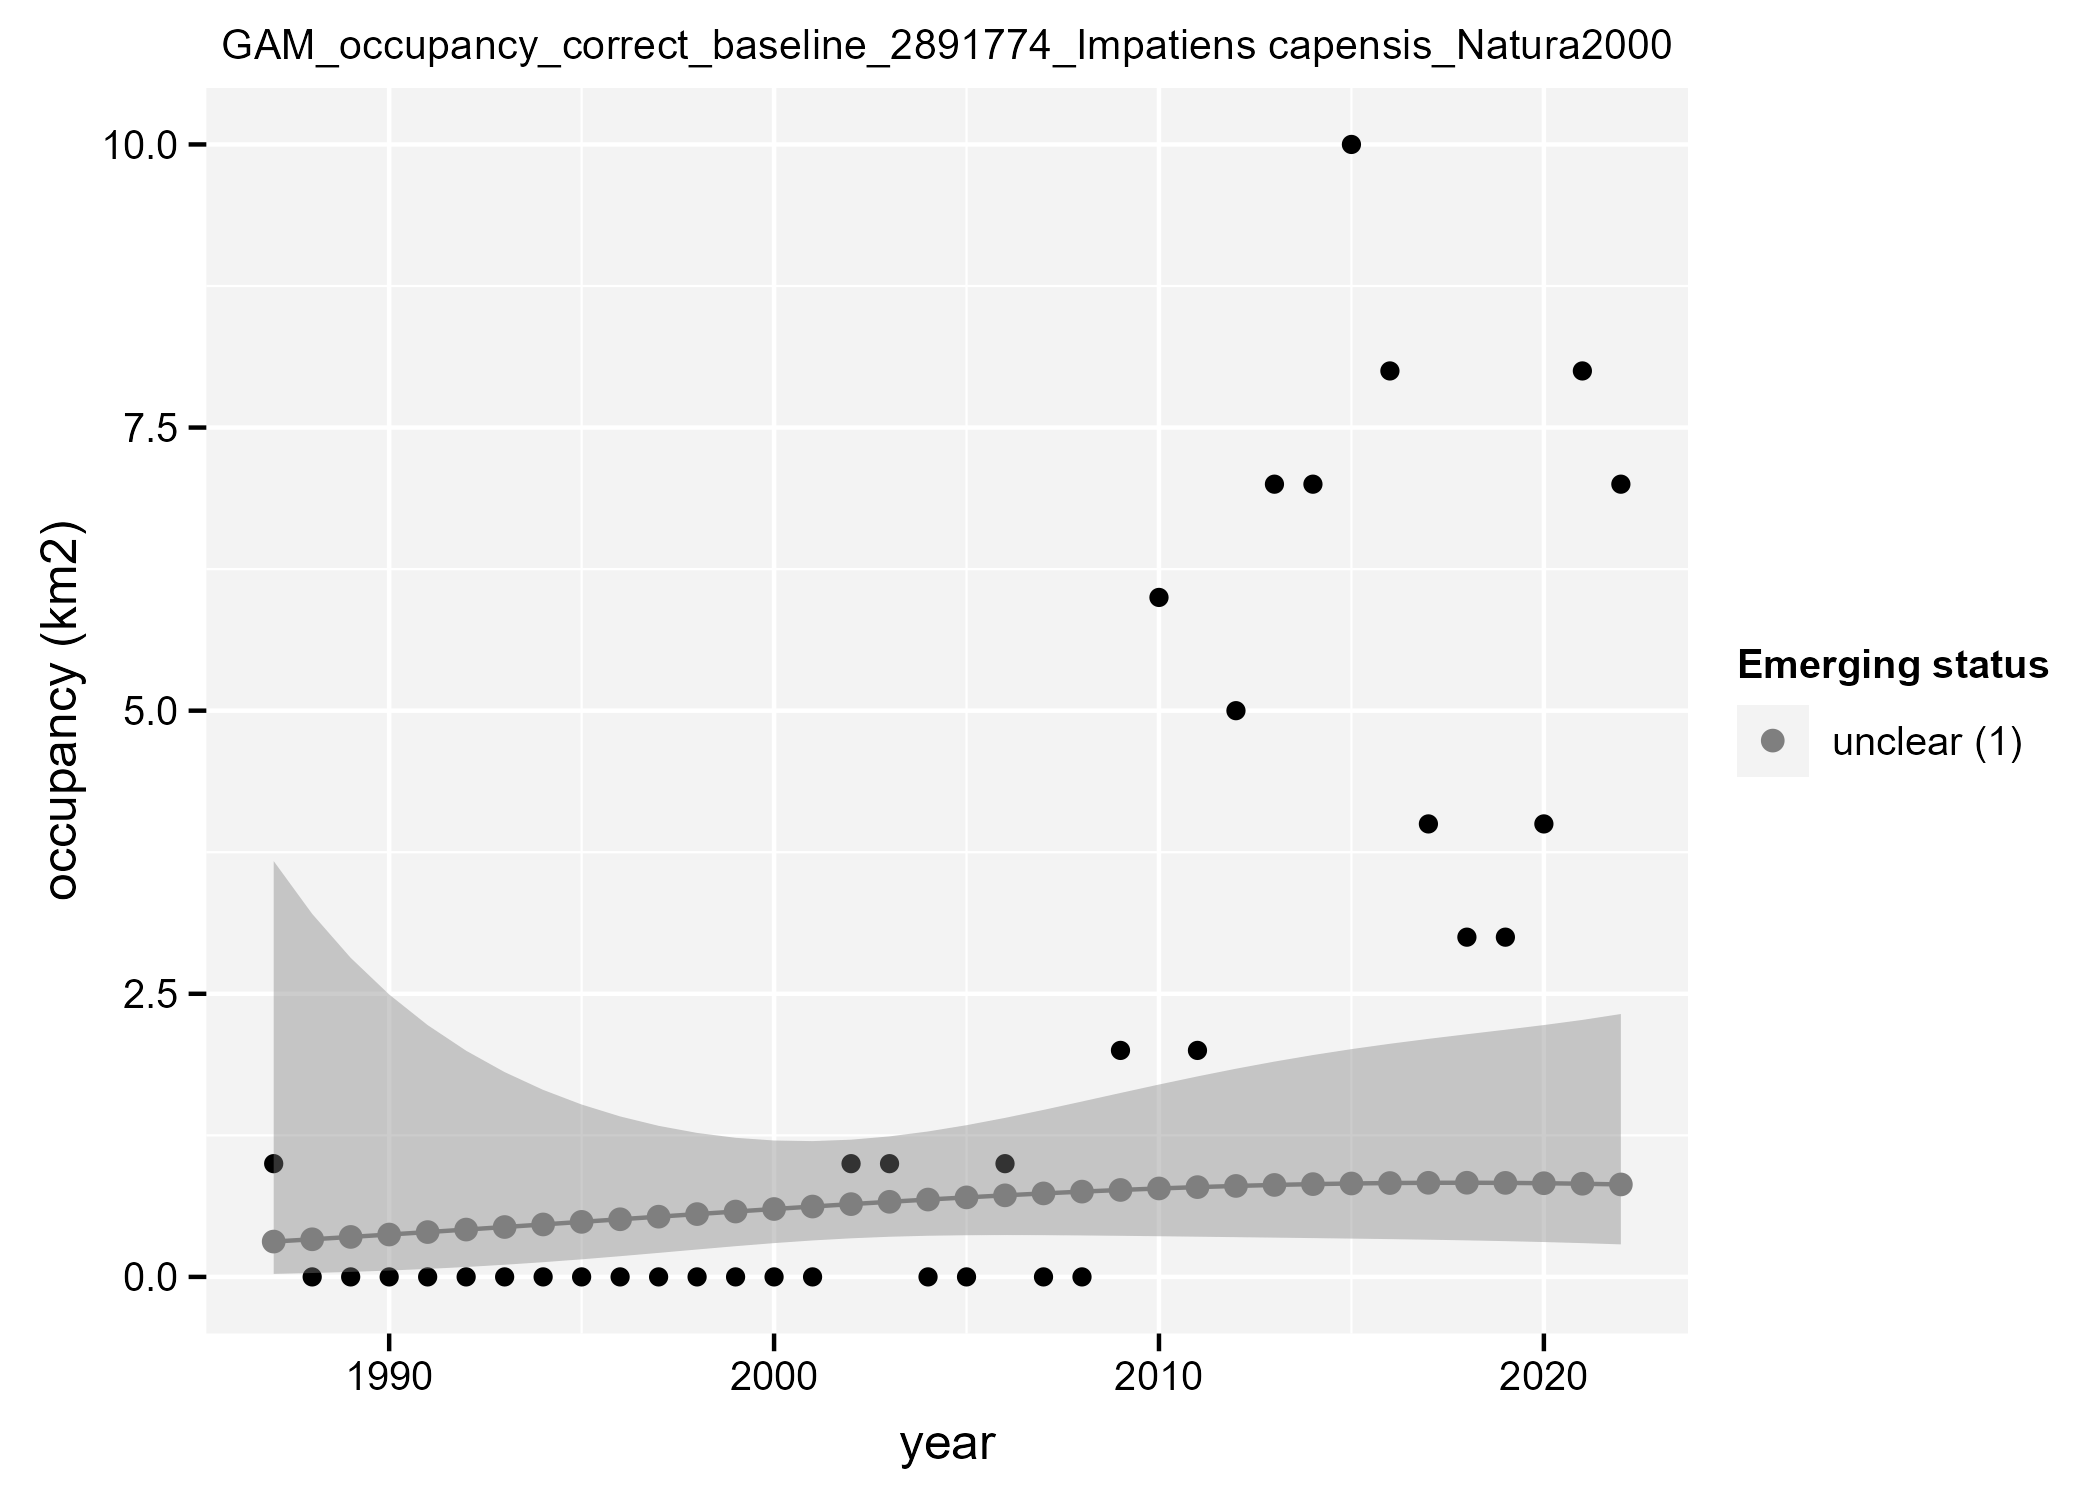 GAM_occupancy_correct_baseline_2891774_Impatiens capensis_Natura2000
10.0
7.5
5.0
2.5
0.0
occupancy (km2)
1990
2000
2010
2020
year
Emerging status
unclear (1)